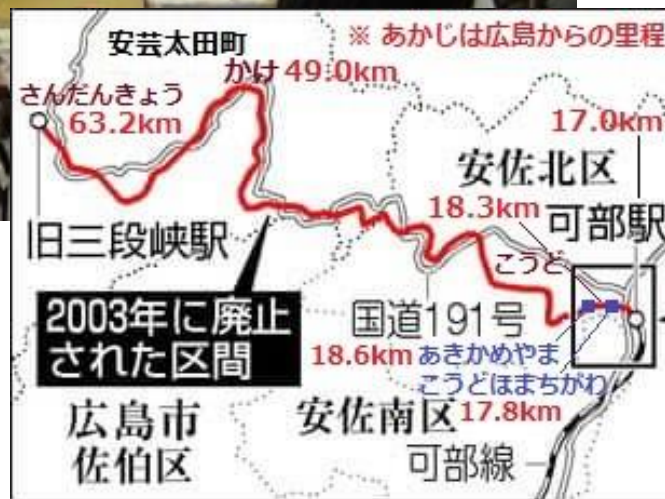 ※ あかじは広島からの里程
安芸太田町
かけ 49.0km
さんだんきょう
63.2km
17.0km
安佐北区
18.3km
可部駅
旧三段峡駅
こうど
2003年に廃止
された区間
国道191号
18.6km あきかめやま
こうどほまちがわ
17.8km
広島市
佐伯区
安佐南区
可部線